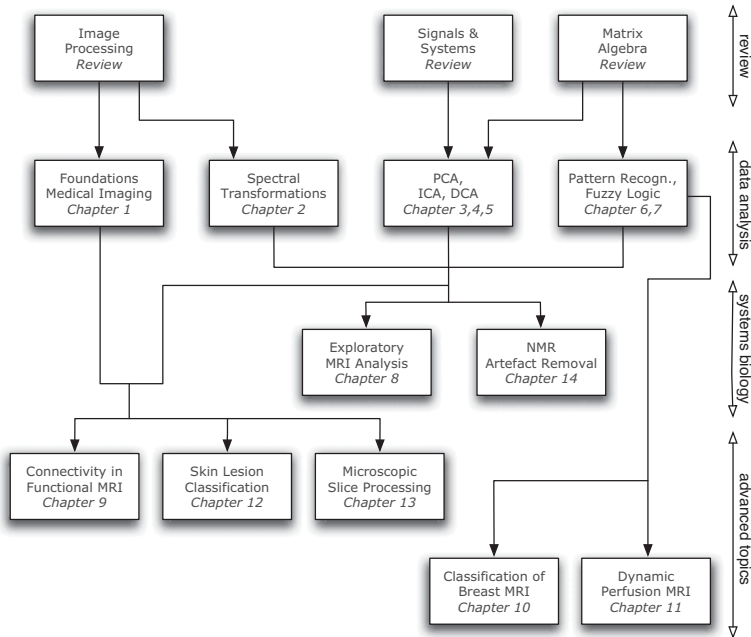 Image
Processing
Review
Signals &
Systems
Review
Matrix
Algebra
Review
review
Foundations
Medical Imaging
Chapter 1
Spectral
Transformations
Chapter 2
PCA,
ICA, DCA
Chapter 3,4,5
Pattern Recogn.,
Fuzzy Logic
Chapter 6,7
data analysis
Exploratory
MRI Analysis
Chapter 8
NMR
Artefact Removal
Chapter 14
systems biology
Connectivity in
Functional MRI
Chapter 9
Skin Lesion
Classification
Chapter 12
Microscopic
Slice Processing
Chapter 13
Classification of
Breast MRI
Chapter 10
Dynamic
Perfusion MRI
Chapter 11
advanced topics